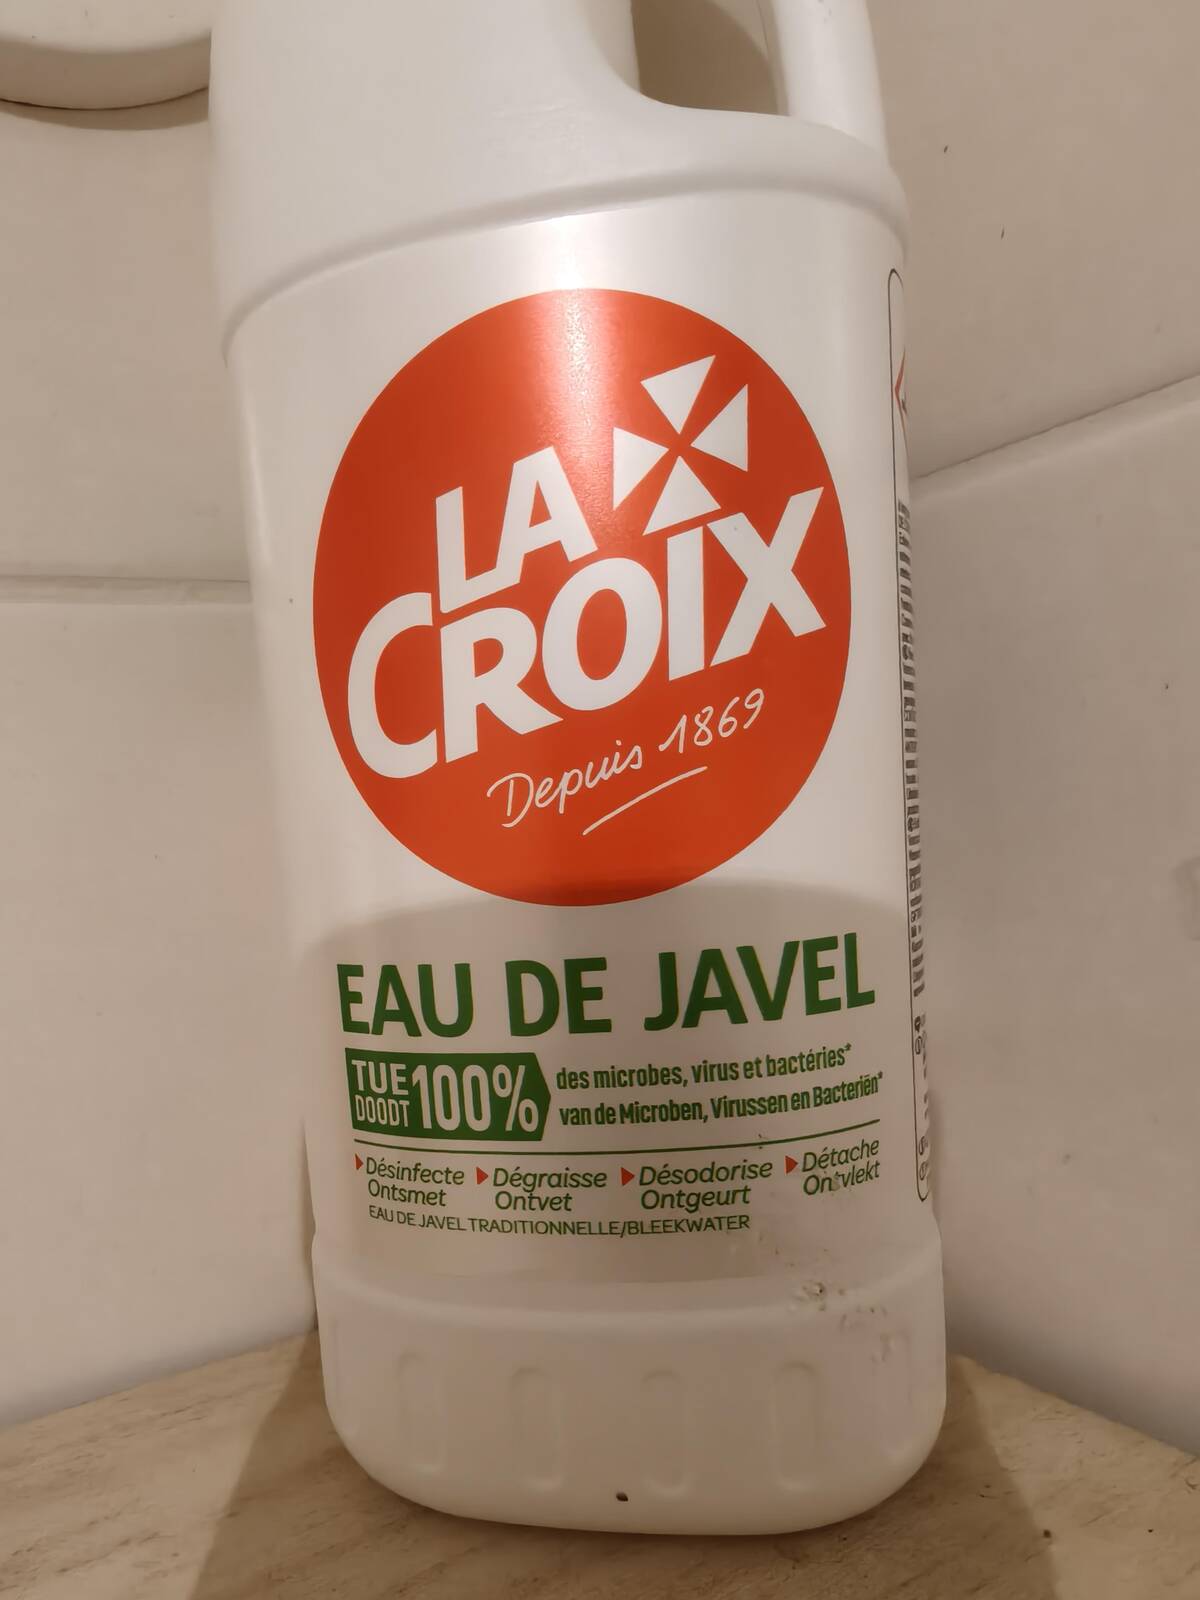 LA
CROIX
Depuis 1869
EAU DE JAVEL
TUE 100% des microbes, virus et bactéries*
DOODT van de Microben, Virussen en Bacteriën*
Désinfecte Dégraisse Désodorise Détache
Ontsmet Ontvet Ontgeurt Ontvlekt
EAU DE JAVEL TRADITIONNELLE/BLEEKWATER